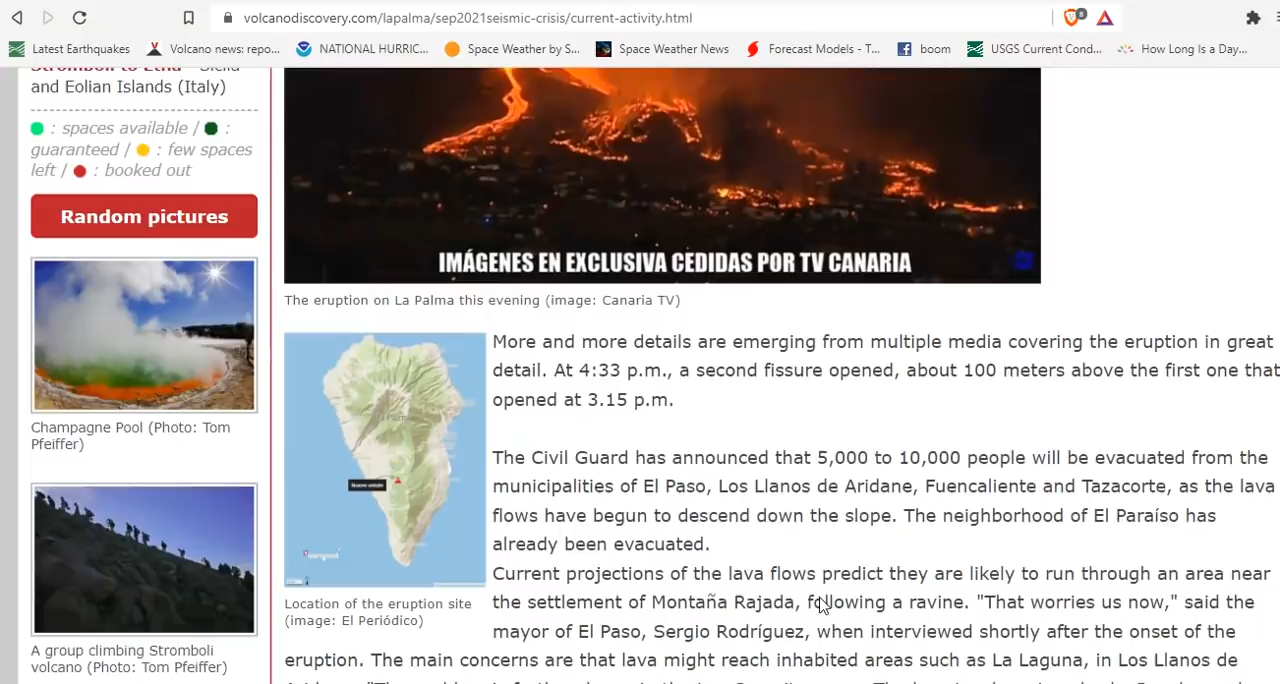 volcanodiscovery.com/lapalma/sep2021seismic-crisis/current-activity.html
8
Latest Earthquakes
Volcano news: repo...
NATIONAL HURRIC...
Space Weather by S...
Space Weather News
Forecast Models - T...
boom
USGS Current Cond...
How Long Is a Day...
Stromboli to Etna - Sicily
and Eolian Islands (Italy)
: spaces available / :
guaranteed / : few spaces
left / : booked out
Random pictures
Champagne Pool (Photo: Tom
Pfeiffer)
A group climbing Stromboli
volcano (Photo: Tom Pfeiffer)
IMÁGENES EN EXCLUSIVA CEDIDAS POR TV CANARIA
The eruption on La Palma this evening (image: Canaria TV)
Location of the eruption site
(image: El Periódico)
More and more details are emerging from multiple media covering the eruption in great
detail. At 4:33 p.m., a second fissure opened, about 100 meters above the first one that
opened at 3.15 p.m.
The Civil Guard has announced that 5,000 to 10,000 people will be evacuated from the
municipalities of El Paso, Los Llanos de Aridane, Fuencaliente and Tazacorte, as the lava
flows have begun to descend down the slope. The neighborhood of El Paraíso has
already been evacuated.
Current projections of the lava flows predict they are likely to run through an area near
the settlement of Montaña Rajada, following a ravine. "That worries us now," said the
mayor of El Paso, Sergio Rodríguez, when interviewed shortly after the onset of the
eruption. The main concerns are that lava might reach inhabited areas such as La Laguna, in Los Llanos de